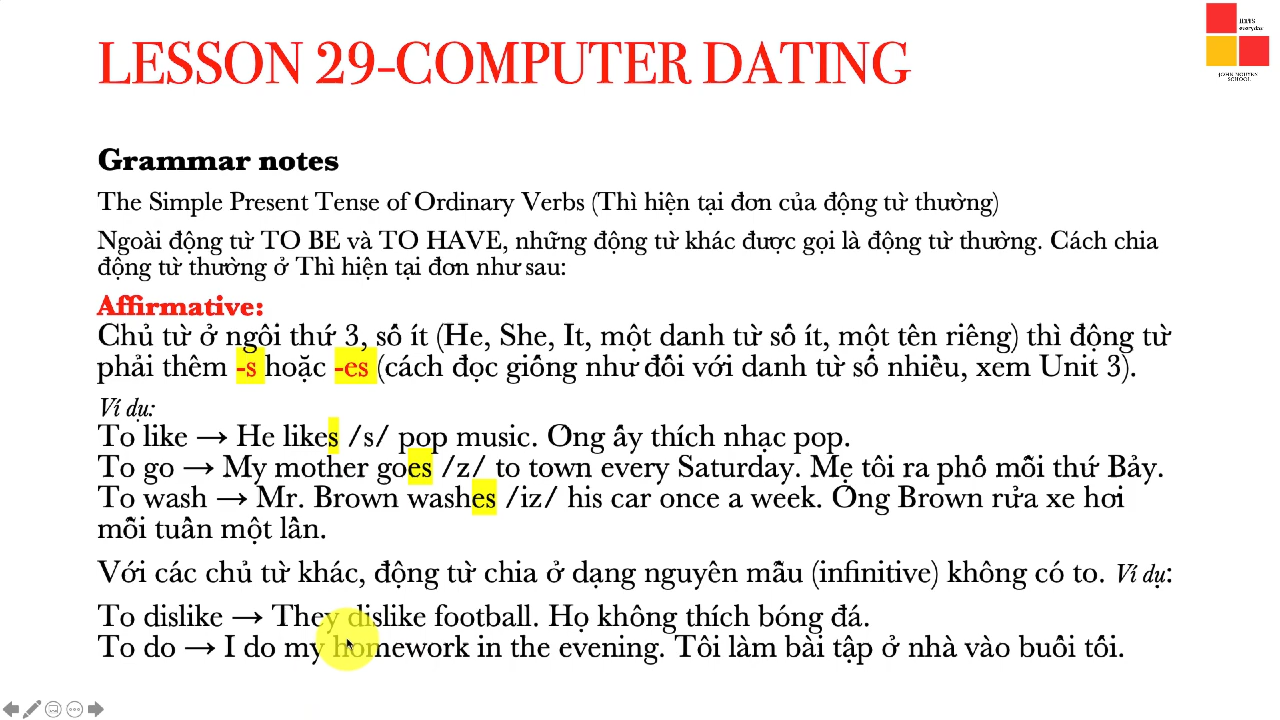 LESSON 29-COMPUTER DATING
everyday
JOHN NGUYEN
SCHOOL
Grammar notes
The Simple Present Tense of Ordinary Verbs (Thì hiện tại đơn của động từ thường)
Ngoài động từ TO BE và TO HAVE, những động từ khác được gọi là động từ thường. Cách chia
động từ thường ở Thì hiện tại đơn như sau:
Affirmative:
Chủ từ ở ngôi thứ 3, số ít (He, She, It, một danh từ số ít, một tên riêng) thì động từ
phải thêm -s hoặc -es (cách đọc giống như đối với danh từ số nhiều, xem Unit 3).
Ví dụ:
To like → He likes /s/ pop music. Ông ấy thích nhạc pop.
To go → My mother goes /z/ to town every Saturday. Mẹ tôi ra phố mỗi thứ Bảy.
To wash → Mr. Brown washes /iz/ his car once a week. Ông Brown rửa xe hơi
mỗi tuần một lần.
Với các chủ từ khác, động từ chia ở dạng nguyên mẫu (infinitive) không có to. Ví dụ:
To dislike → They dislike football. Họ không thích bóng đá.
To do → I do my homework in the evening. Tôi làm bài tập ở nhà vào buổi tối.